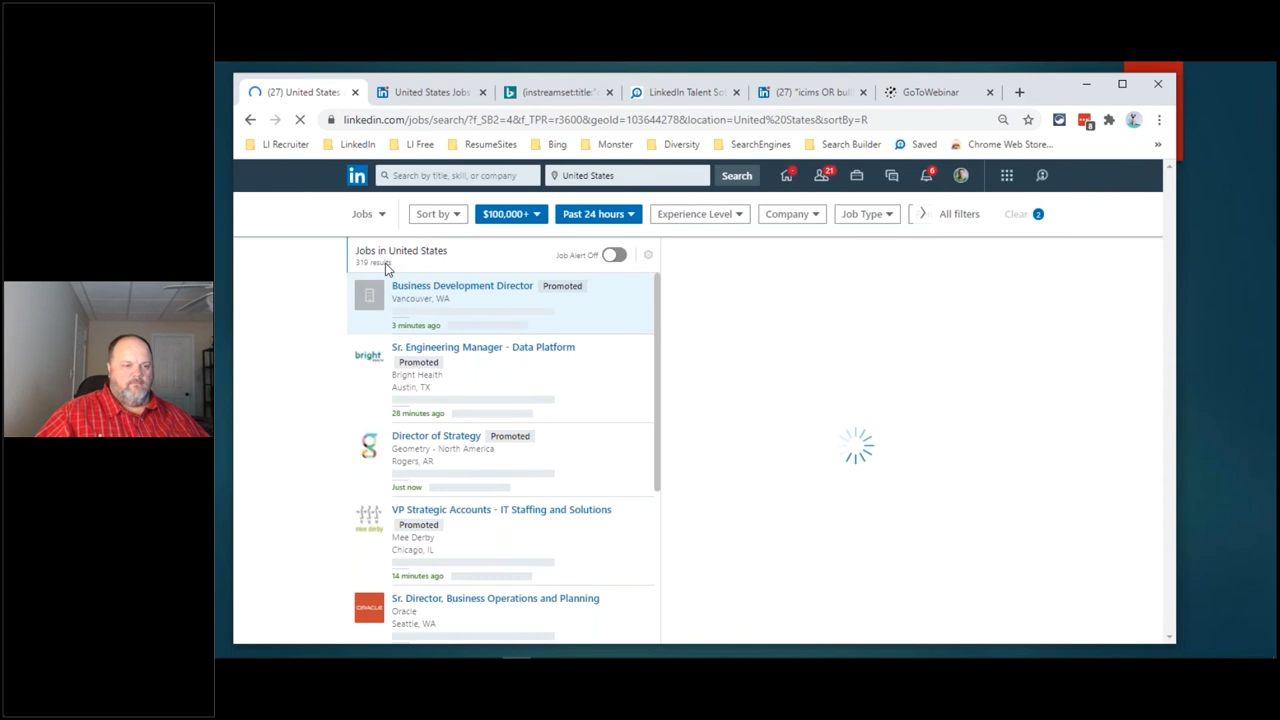 (27) United States
United States Jobs
(instreamset:title:"
LinkedIn Talent Sol
(27) "icims OR bull
GoToWebinar
linkedin.com/jobs/search/?f_SB2=4&f_TPR=r3600&geoId=103644278&location=United%20States&sortBy=R
8
LI Recruiter
LinkedIn
LI Free
ResumeSites
Bing
Monster
Diversity
SearchEngines
Search Builder
Saved
Chrome Web Store...
in
Search by title, skill, or company
United States
Search
21
6
Jobs
Sort by
$100,000+
Past 24 hours
Experience Level
Company
Job Type
All filters
Clear 2
Jobs in United States
319 results
Job Alert Off
Business Development Director Promoted
Vancouver, WA
3 minutes ago
bright
Sr. Engineering Manager - Data Platform
Promoted
Bright Health
Austin, TX
28 minutes ago
Director of Strategy Promoted
Geometry - North America
Rogers, AR
Just now
mee derby
VP Strategic Accounts - IT Staffing and Solutions
Promoted
Mee Derby
Chicago, IL
14 minutes ago
ORACLE
Sr. Director, Business Operations and Planning
Oracle
Seattle, WA